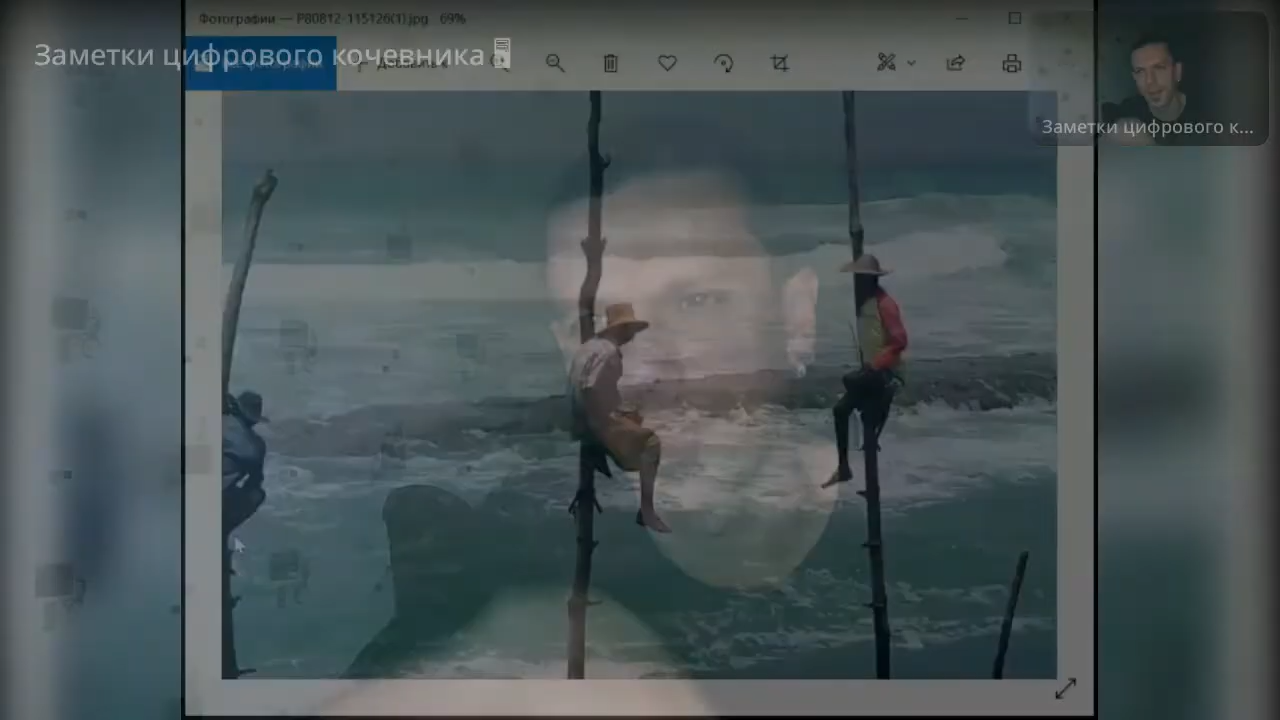 Фотографии — P80812-115126(1).jpg 69%
Заметки цифрового кочевника
Заметки цифрового к...